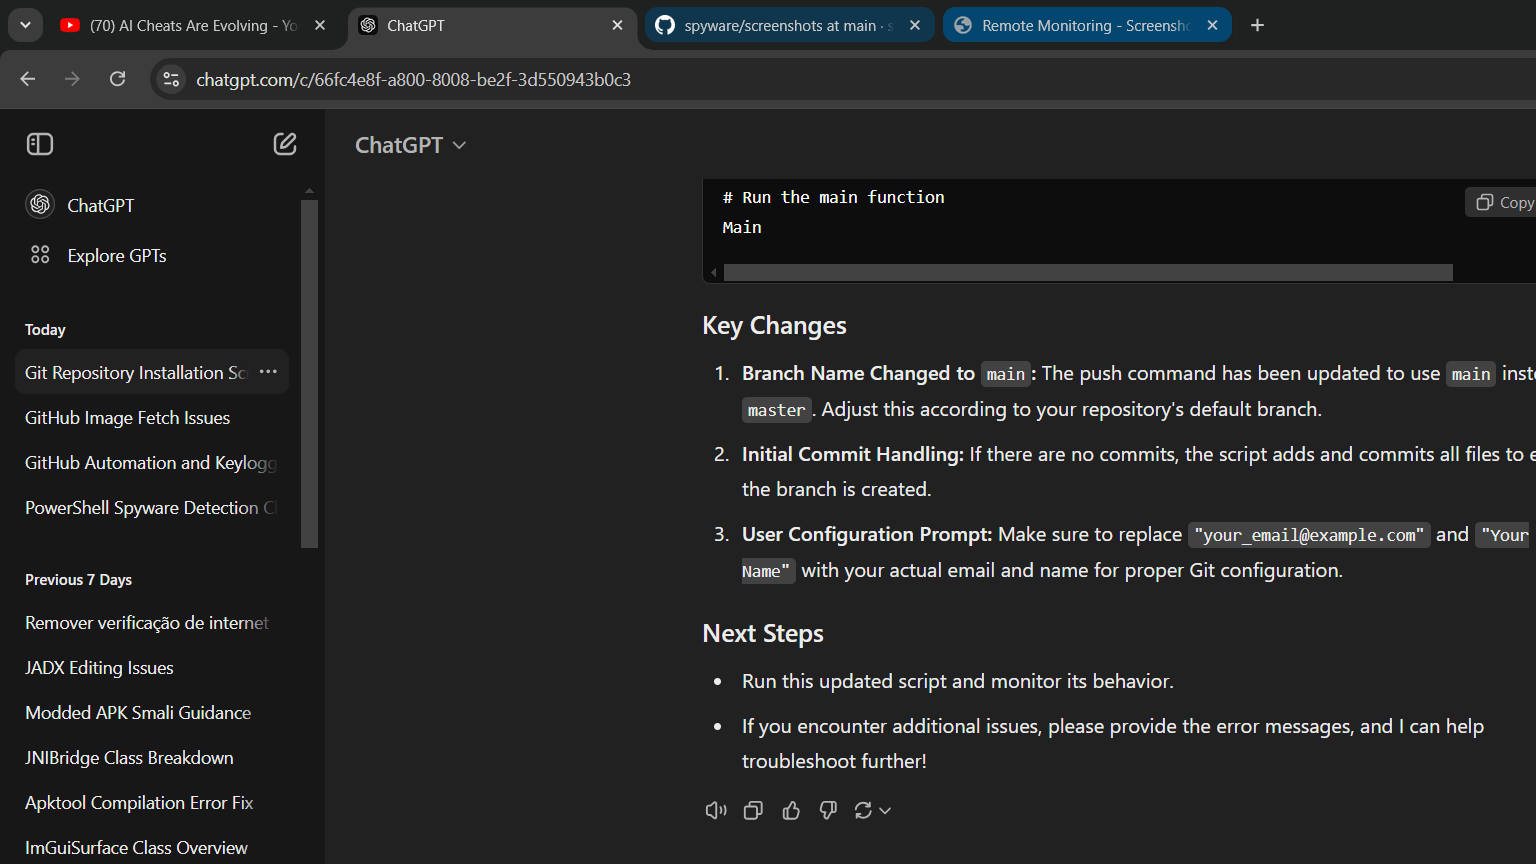 (70) AI Cheats Are Evolving - Yo
ChatGPT
spyware/screenshots at main · s
Remote Monitoring - Screensho
chatgpt.com/c/66fc4e8f-a800-8008-be2f-3d550943b0c3
ChatGPT
Explore GPTs
Today
Git Repository Installation Sc
GitHub Image Fetch Issues
GitHub Automation and Keylogg
PowerShell Spyware Detection C
Previous 7 Days
Remover verificação de internet
JADX Editing Issues
Modded APK Smali Guidance
JNIBridge Class Breakdown
Apktool Compilation Error Fix
ImGuiSurface Class Overview
ChatGPT
# Run the main function
Main
Copy
Key Changes
1. Branch Name Changed to main: The push command has been updated to use main inst
master. Adjust this according to your repository's default branch.
2. Initial Commit Handling: If there are no commits, the script adds and commits all files to e
the branch is created.
3. User Configuration Prompt: Make sure to replace "your_email@example.com" and "Your
Name" with your actual email and name for proper Git configuration.
Next Steps
• Run this updated script and monitor its behavior.
• If you encounter additional issues, please provide the error messages, and I can help
troubleshoot further!